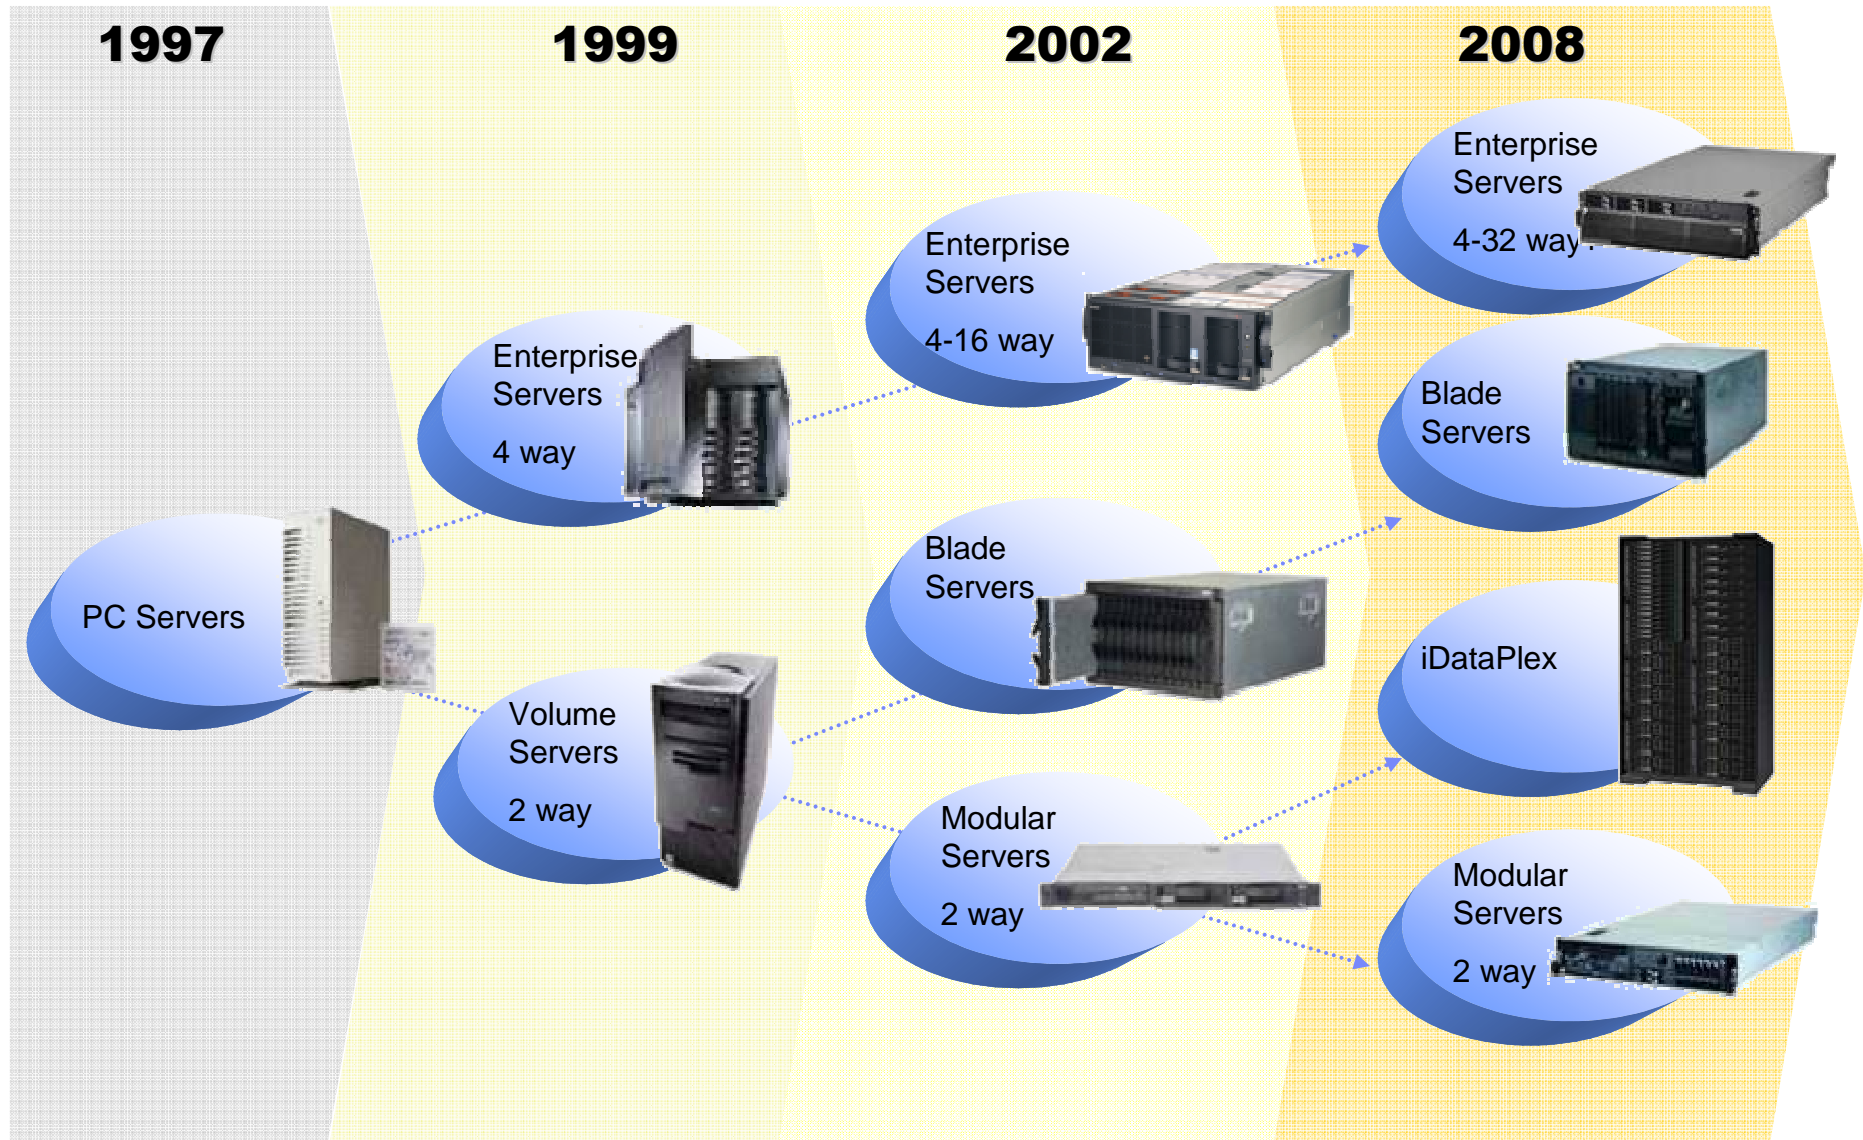 1997
1999
2002
2008
PC Servers
Enterprise
Servers
4 way
Volume
Servers
2 way
Enterprise
Servers
4-16 way
Blade
Servers
Modular
Servers
2 way
Enterprise
Servers
4-32 way
Blade
Servers
iDataPlex
Modular
Servers
2 way